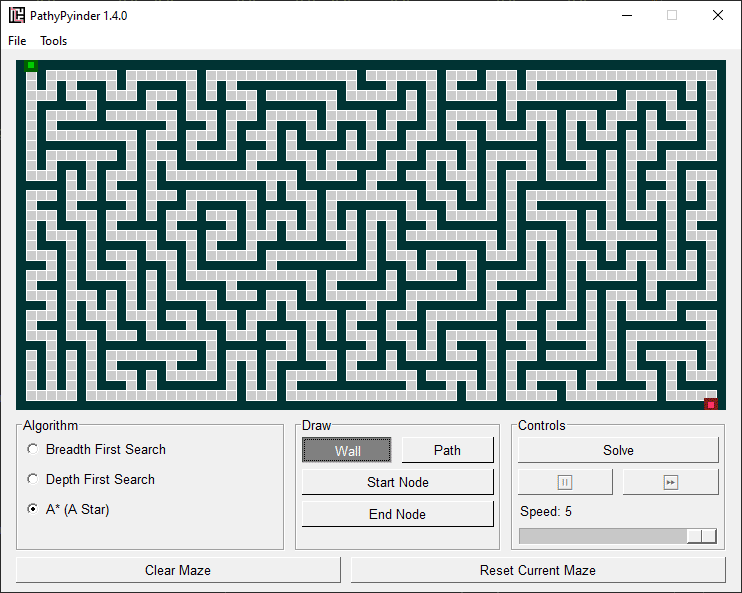 PathyPyinder 1.4.0
File Tools
Algorithm
Breadth First Search
Depth First Search
A* (A Star)
Draw
Wall Path
Start Node
End Node
Controls
Solve
Speed: 5
Clear Maze
Reset Current Maze